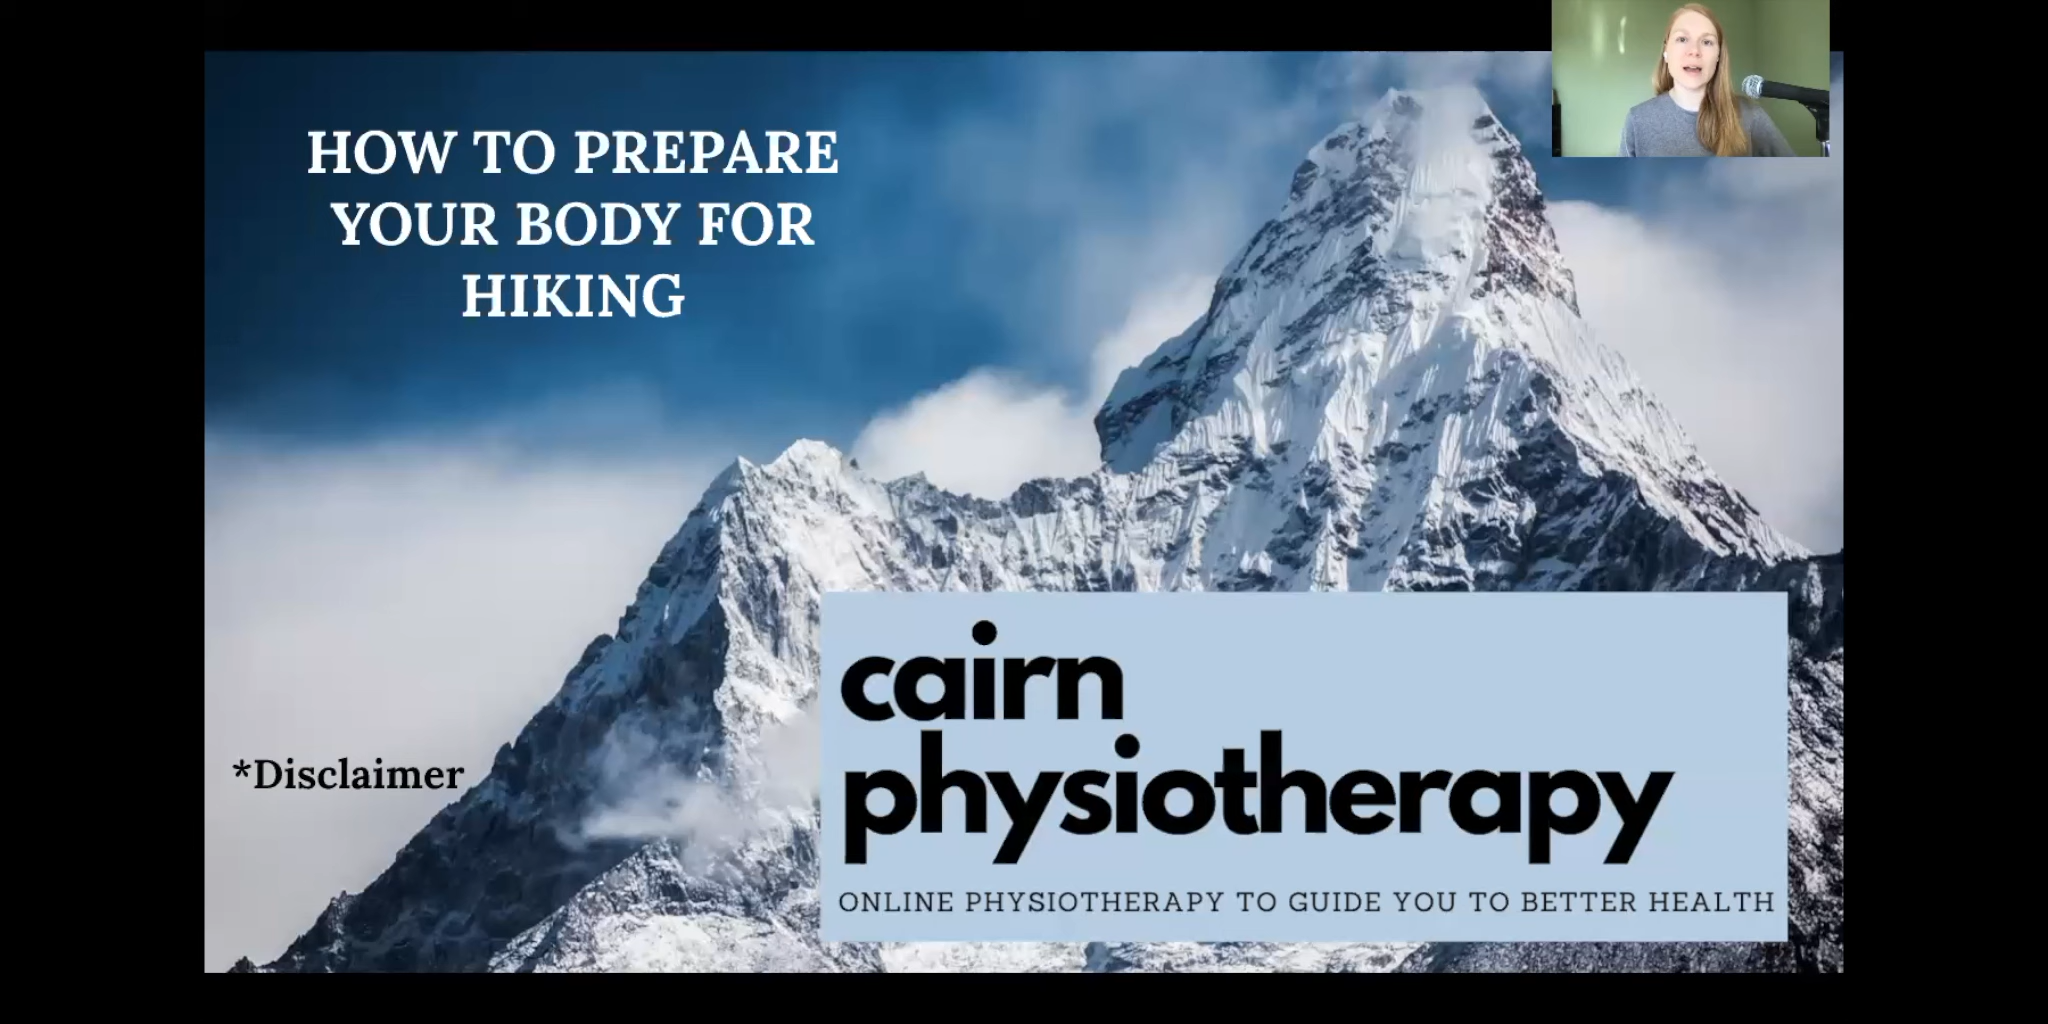 HOW TO PREPARE
YOUR BODY FOR
HIKING
*Disclaimer
cairn
physiotherapy
ONLINE PHYSIOTHERAPY TO GUIDE YOU TO BETTER HEALTH